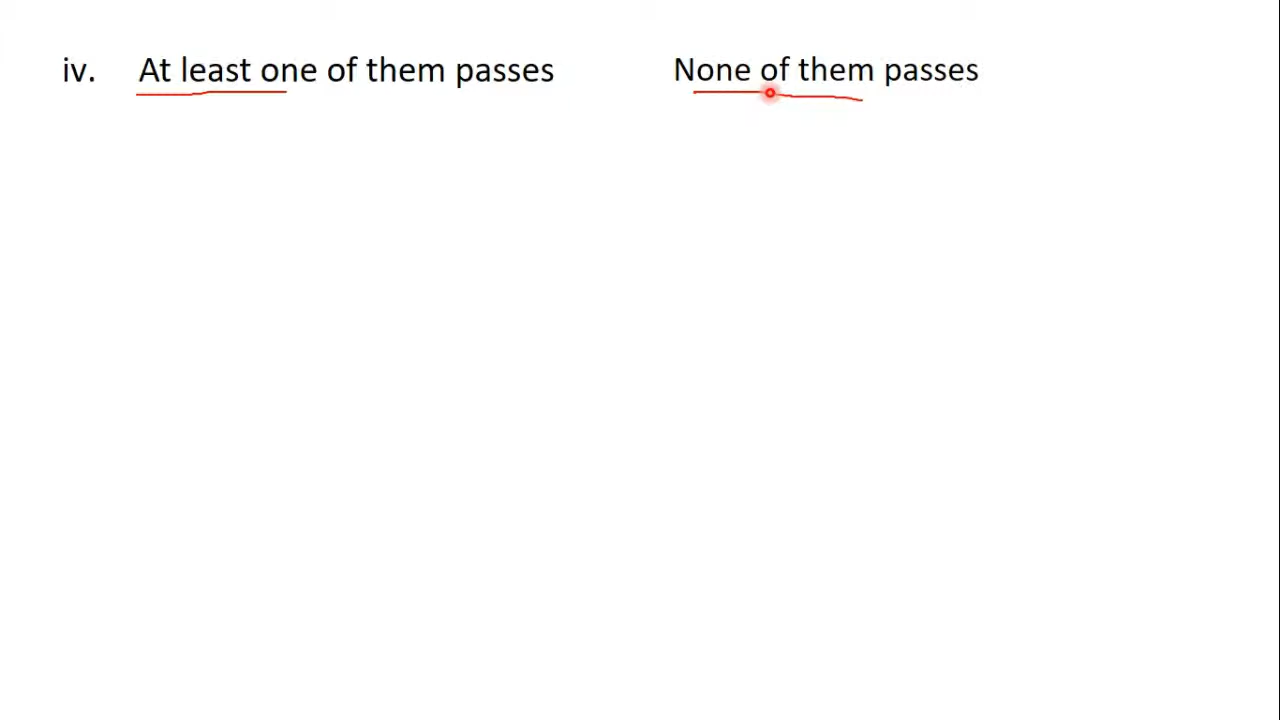 iv. At least one of them passes None of them passes